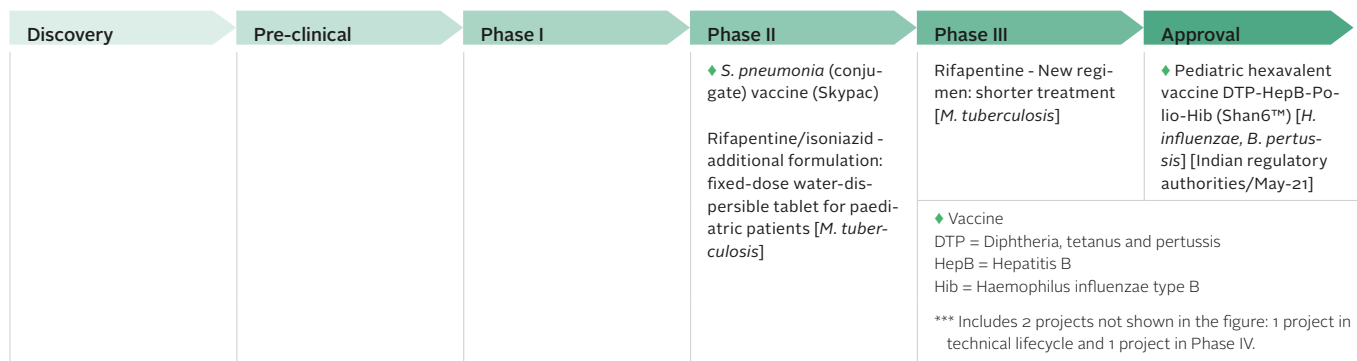 Discovery
Pre-clinical
Phase I
Phase II
Phase III
Approval
♦ S. pneumonia (conju-
gate) vaccine (Skypac)
Rifapentine/isoniazid -
additional formulation:
fixed-dose water-dis-
persible tablet for paedi-
atric patients [M. tuber-
culosis]
Rifapentine - New regi-
men: shorter treatment
[M. tuberculosis]
♦ Pediatric hexavalent
vaccine DTP-HepB-Po-
lio-Hib (Shan6™) [H.
influenzae, B. pertus-
sis] [Indian regulatory
authorities/May-21]
♦ Vaccine
DTP = Diphtheria, tetanus and pertussis
HepB = Hepatitis B
Hib = Haemophilus influenzae type B
*** Includes 2 projects not shown in the figure: 1 project in
technical lifecycle and 1 project in Phase IV.